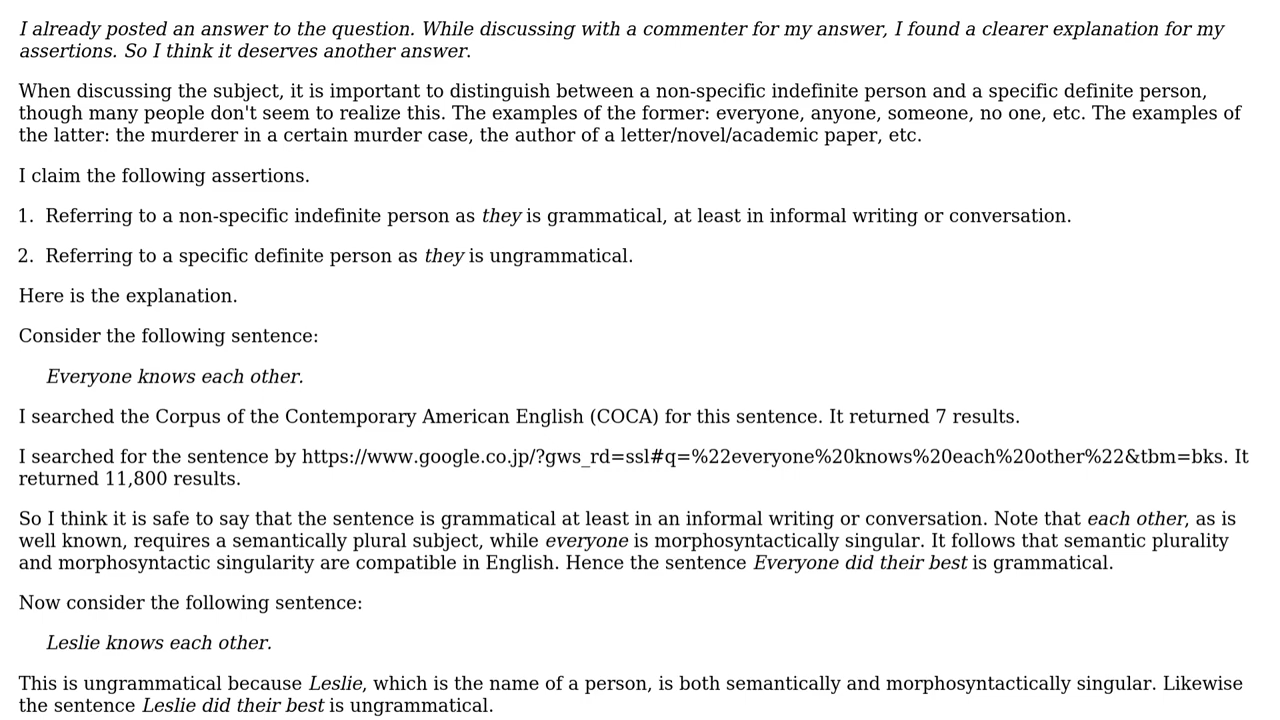 I already posted an answer to the question. While discussing with a commenter for my answer, I found a clearer explanation for my
assertions. So I think it deserves another answer.
When discussing the subject, it is important to distinguish between a non-specific indefinite person and a specific definite person,
though many people don't seem to realize this. The examples of the former: everyone, anyone, someone, no one, etc. The examples of
the latter: the murderer in a certain murder case, the author of a letter/novel/academic paper, etc.
I claim the following assertions.
1. Referring to a non-specific indefinite person as they is grammatical, at least in informal writing or conversation.
2. Referring to a specific definite person as they is ungrammatical.
Here is the explanation.
Consider the following sentence:
Everyone knows each other.
I searched the Corpus of the Contemporary American English (COCA) for this sentence. It returned 7 results.
I searched for the sentence by https://www.google.co.jp/?gws_rd=ssl#q=%22everyone%20knows%20each%20other%22&tbm=bks. It
returned 11,800 results.
So I think it is safe to say that the sentence is grammatical at least in an informal writing or conversation. Note that each other, as is
well known, requires a semantically plural subject, while everyone is morphosyntactically singular. It follows that semantic plurality
and morphosyntactic singularity are compatible in English. Hence the sentence Everyone did their best is grammatical.
Now consider the following sentence:
Leslie knows each other.
This is ungrammatical because Leslie, which is the name of a person, is both semantically and morphosyntactically singular. Likewise
the sentence Leslie did their best is ungrammatical.